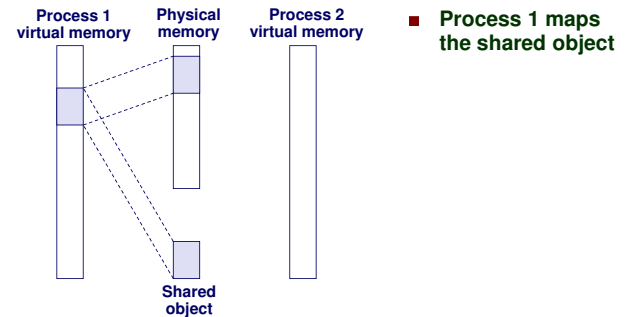 Process 1
virtual memory
Physical
memory
Process 2
virtual memory
Process 1 maps
the shared object
Shared
object